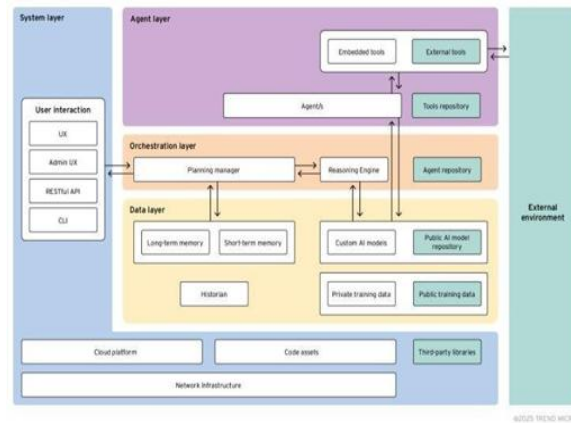 System layer
Agent layer
Embedded tools
External tools
Agent/s
Tools repository
User interaction
UX
Admin UX
RESTful API
CLI
Orchestration layer
Planning manager
Reasoning Engine
Agent repository
Data layer
Long-term memory
Short-term memory
Custom AI models
Public AI model
repository
Historian
Private training data
Public training data
External
environment
Cloud platform
Code assets
Third-party libraries
Network Infrastructure
©2025 TREND MICR